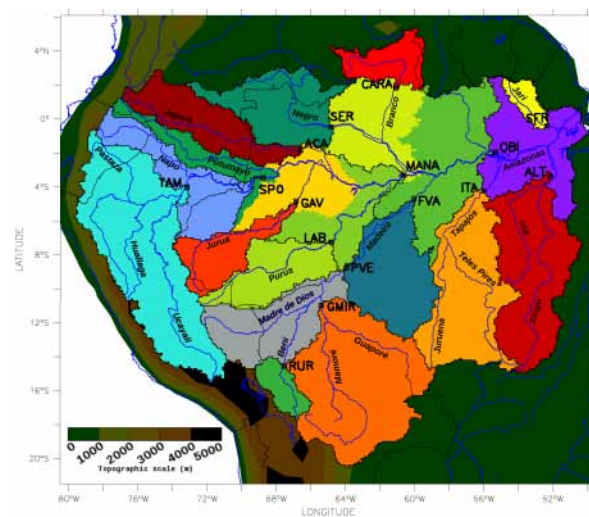 4°N
0°
4°S
8°S
12°S
16°S
20°S
LATITUDE
80°W
76°W
72°W
68°W
64°W
60°W
56°W
52°W
LONGITUDE
CARA
Branco
Jari
SFR
Negro
SER
Japura
ACA
OBI
Amazonas
ALT
Pastaza
Napo
Putumayo
TAM
SPO
MANA
ITA
GAV
FVA
Jurua
LAB
Madeira
Tapajos
Teles Pires
Iriri
Huallaga
Purus
PVE
Madre de Dios
GMIR
Ucayali
Beni
RUR
Mamoré
Guaporé
Juruena
Xingu
0
1000
2000
3000
4000
5000
Topographic scale (m)